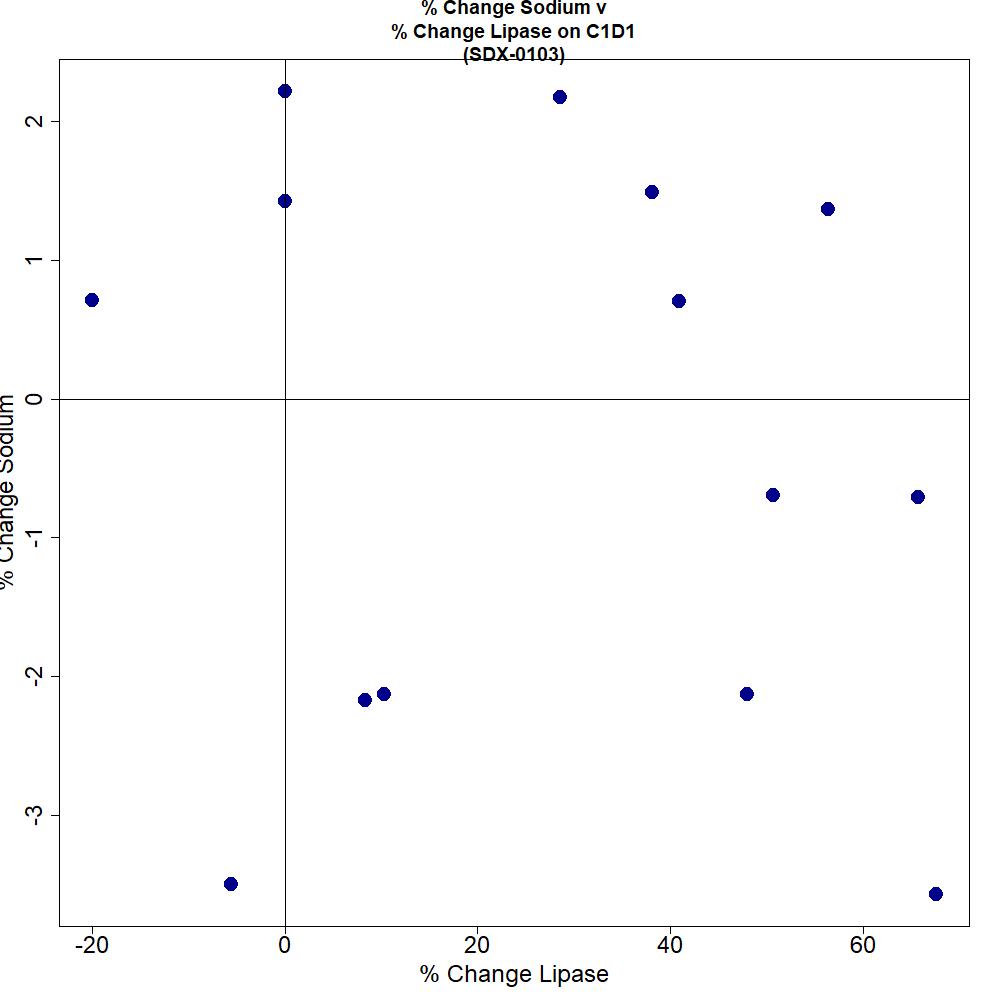 % Change Sodium v
% Change Lipase on C1D1
(SDX-0103)
% Change Sodium
2
1
0
-1
-2
-3
-20 0 20 40 60
% Change Lipase